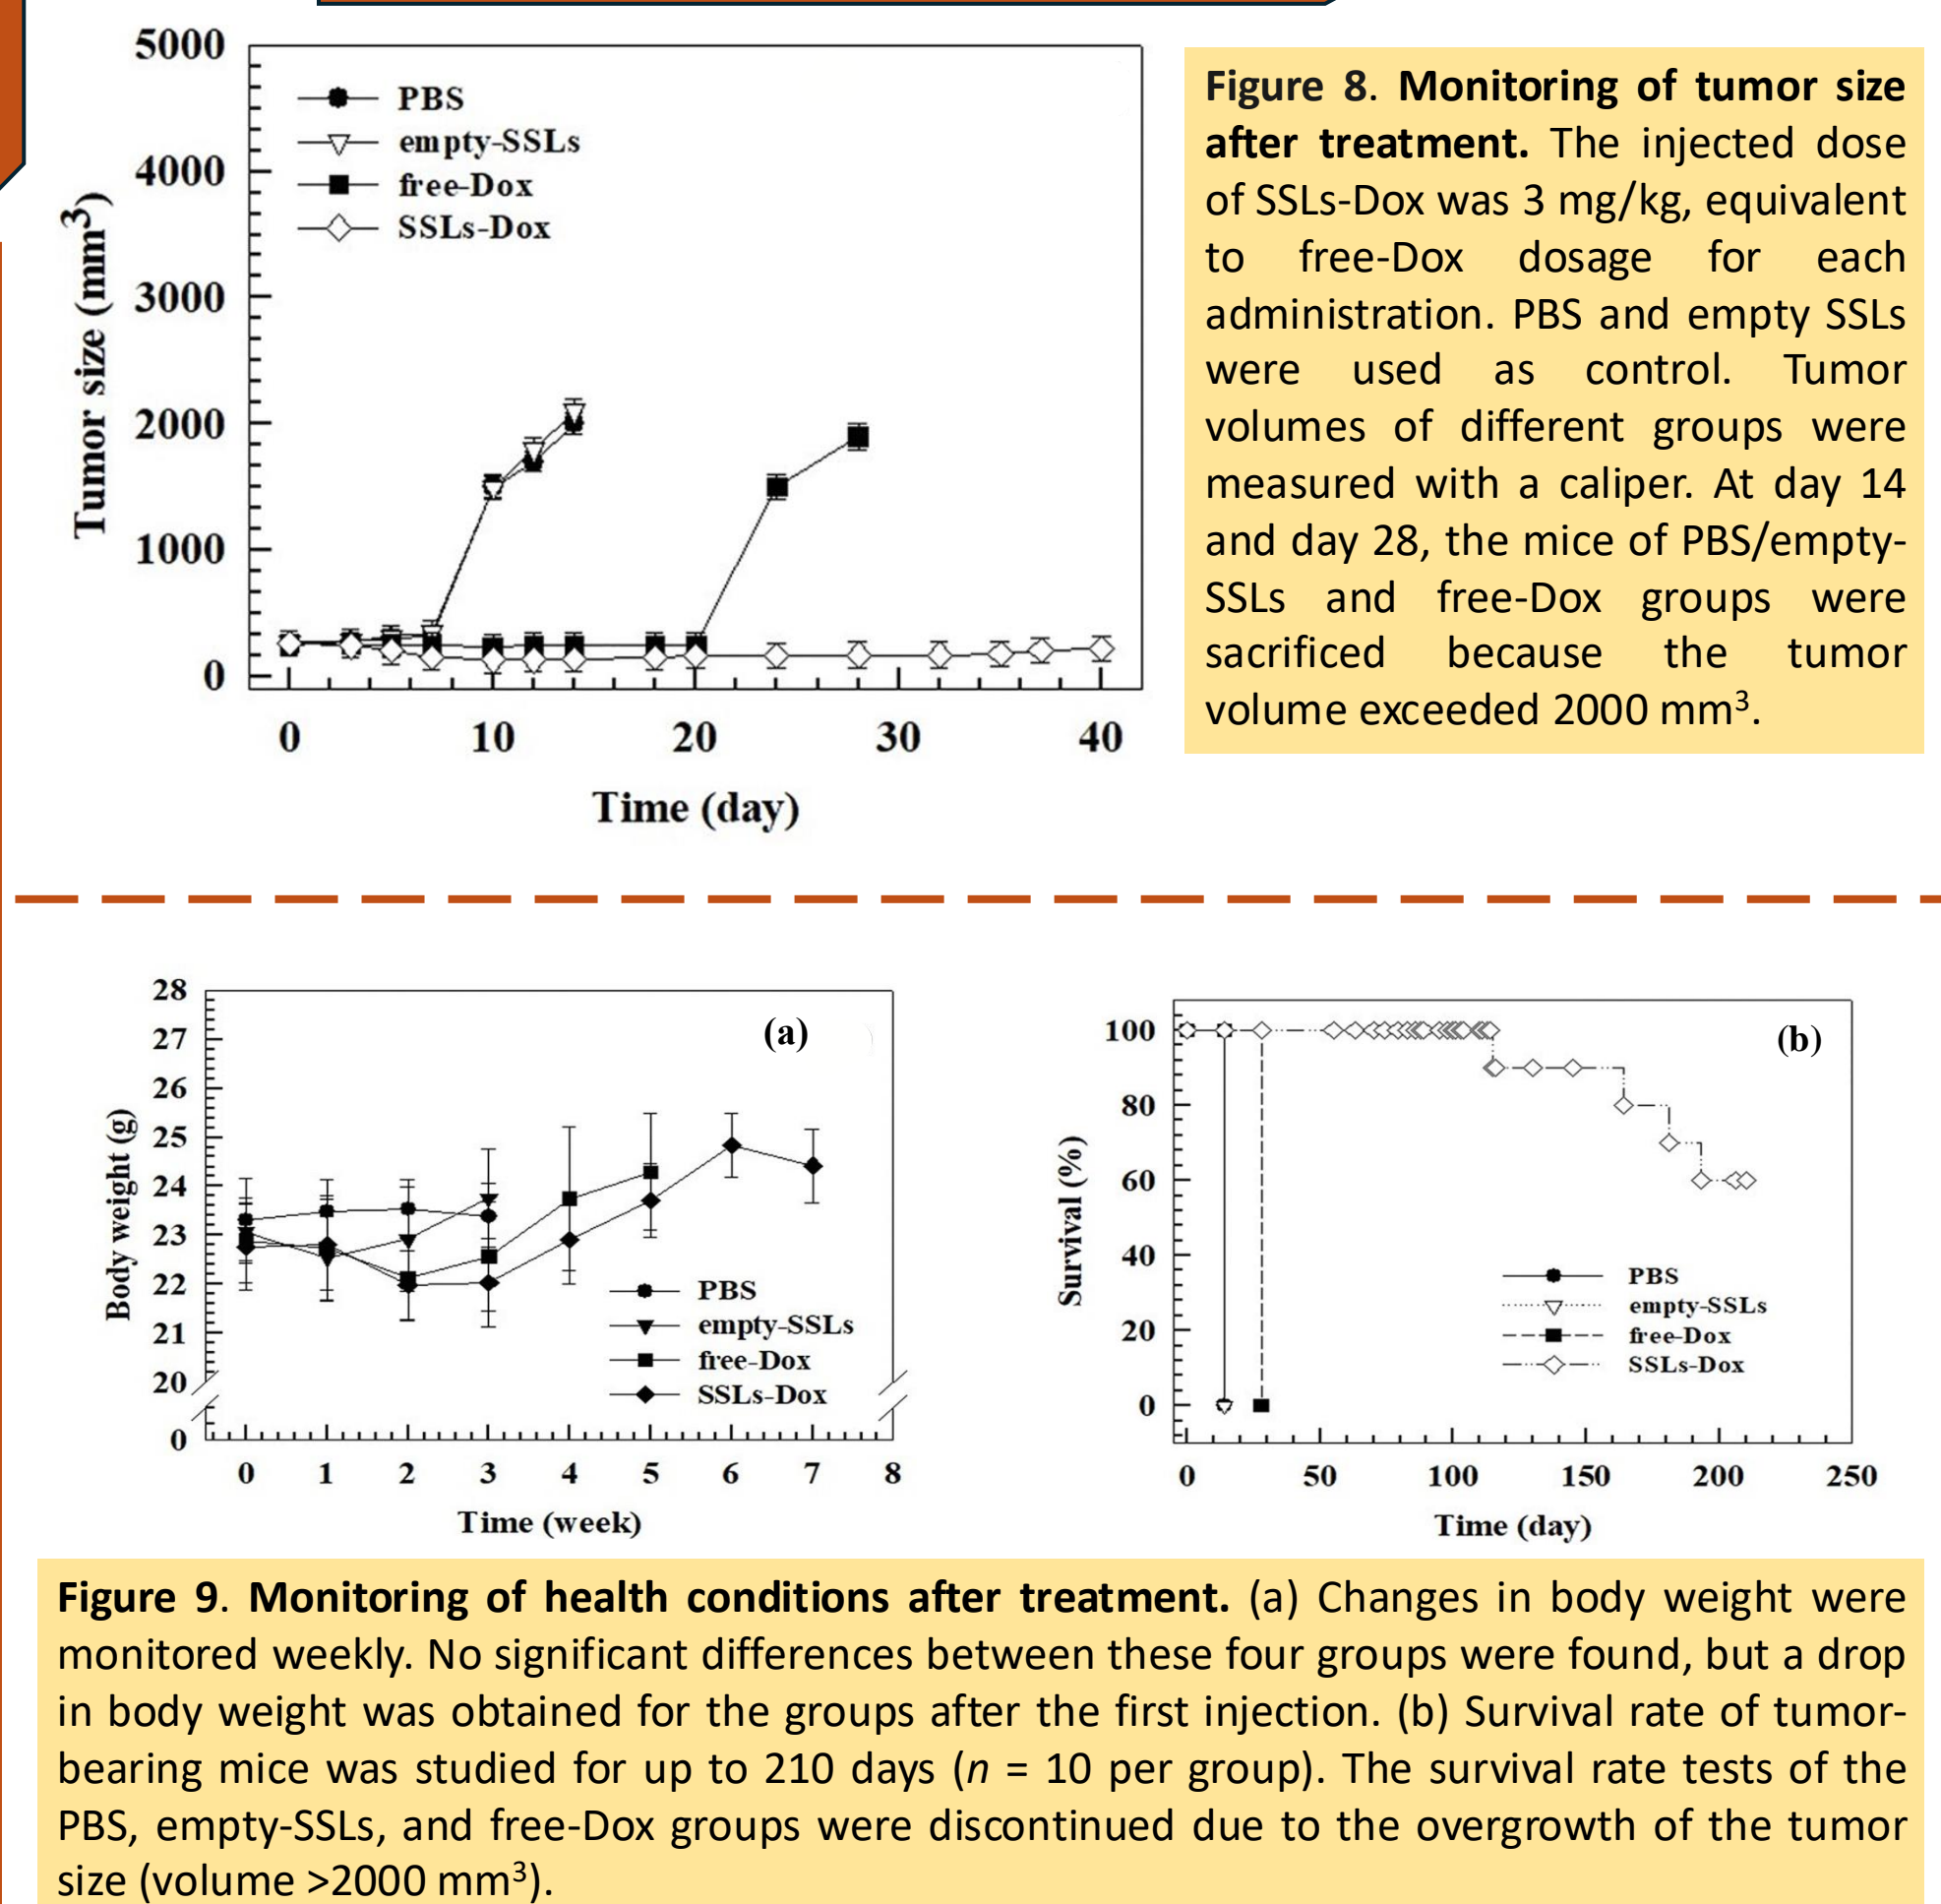 5000
4000
3000
2000
1000
0
Tumor size (mm³)
PBS
empty-SSLs
free-Dox
SSLs-Dox
0 10 20 30 40
Time (day)
Figure 8. Monitoring of tumor size
after treatment. The injected dose
of SSLs-Dox was 3 mg/kg, equivalent
to free-Dox dosage for each
administration. PBS and empty SSLs
were used as control. Tumor
volumes of different groups were
measured with a caliper. At day 14
and day 28, the mice of PBS/empty-
SSLs and free-Dox groups were
sacrificed because the tumor
volume exceeded 2000 mm³.
28
27
26
25
24
23
22
21
20
0
Body weight (g)
(a)
PBS
empty-SSLs
free-Dox
SSLs-Dox
0 1 2 3 4 5 6 7 8
Time (week)
100
80
60
40
20
0
Survival (%)
(b)
PBS
empty-SSLs
free-Dox
SSLs-Dox
0 50 100 150 200 250
Time (day)
Figure 9. Monitoring of health conditions after treatment. (a) Changes in body weight were
monitored weekly. No significant differences between these four groups were found, but a drop
in body weight was obtained for the groups after the first injection. (b) Survival rate of tumor-
bearing mice was studied for up to 210 days (n = 10 per group). The survival rate tests of the
PBS, empty-SSLs, and free-Dox groups were discontinued due to the overgrowth of the tumor
size (volume >2000 mm³).